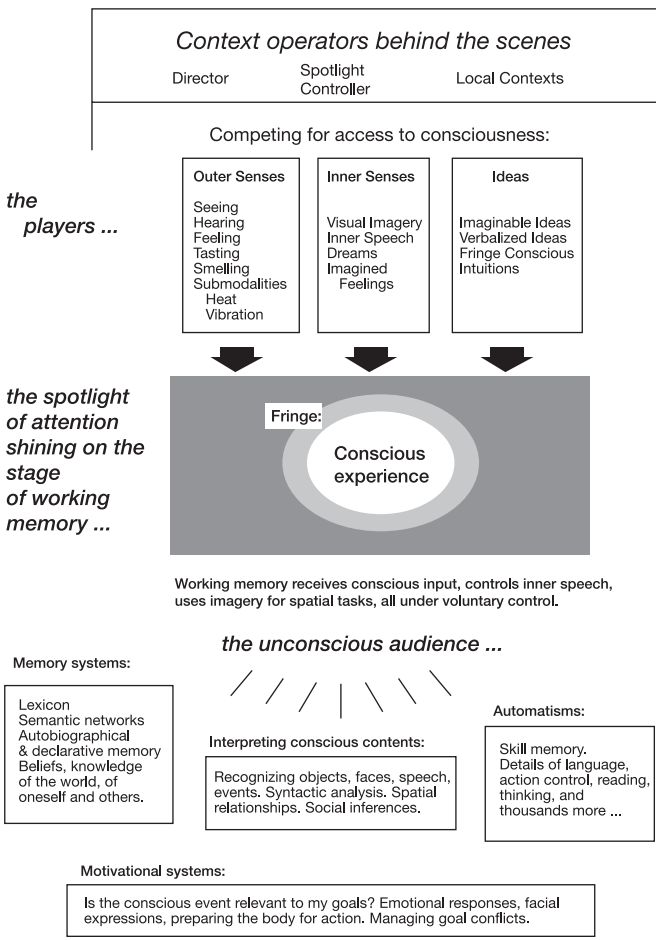 Context operators behind the scenes
Director
Spotlight
Controller
Local Contexts
Competing for access to consciousness:
the
players ...
Outer Senses
Seeing
Hearing
Feeling
Tasting
Smelling
Submodalities
Heat
Vibration
Inner Senses
Visual Imagery
Inner Speech
Dreams
Imagined
Feelings
Ideas
Imaginable Ideas
Verbalized Ideas
Fringe Conscious
Intuitions
the spotlight
of attention
shining on the
stage
of working
memory ...
Fringe:
Conscious
experience
Working memory receives conscious input, controls inner speech,
uses imagery for spatial tasks, all under voluntary control.
the unconscious audience ...
Memory systems:
Lexicon
Semantic networks
Autobiographical
& declarative memory
Beliefs, knowledge
of the world, of
oneself and others.
Interpreting conscious contents:
Recognizing objects, faces, speech,
events. Syntactic analysis. Spatial
relationships. Social inferences.
Automatisms:
Skill memory.
Details of language,
action control, reading,
thinking, and
thousands more ...
Motivational systems:
Is the conscious event relevant to my goals? Emotional responses, facial
expressions, preparing the body for action. Managing goal conflicts.